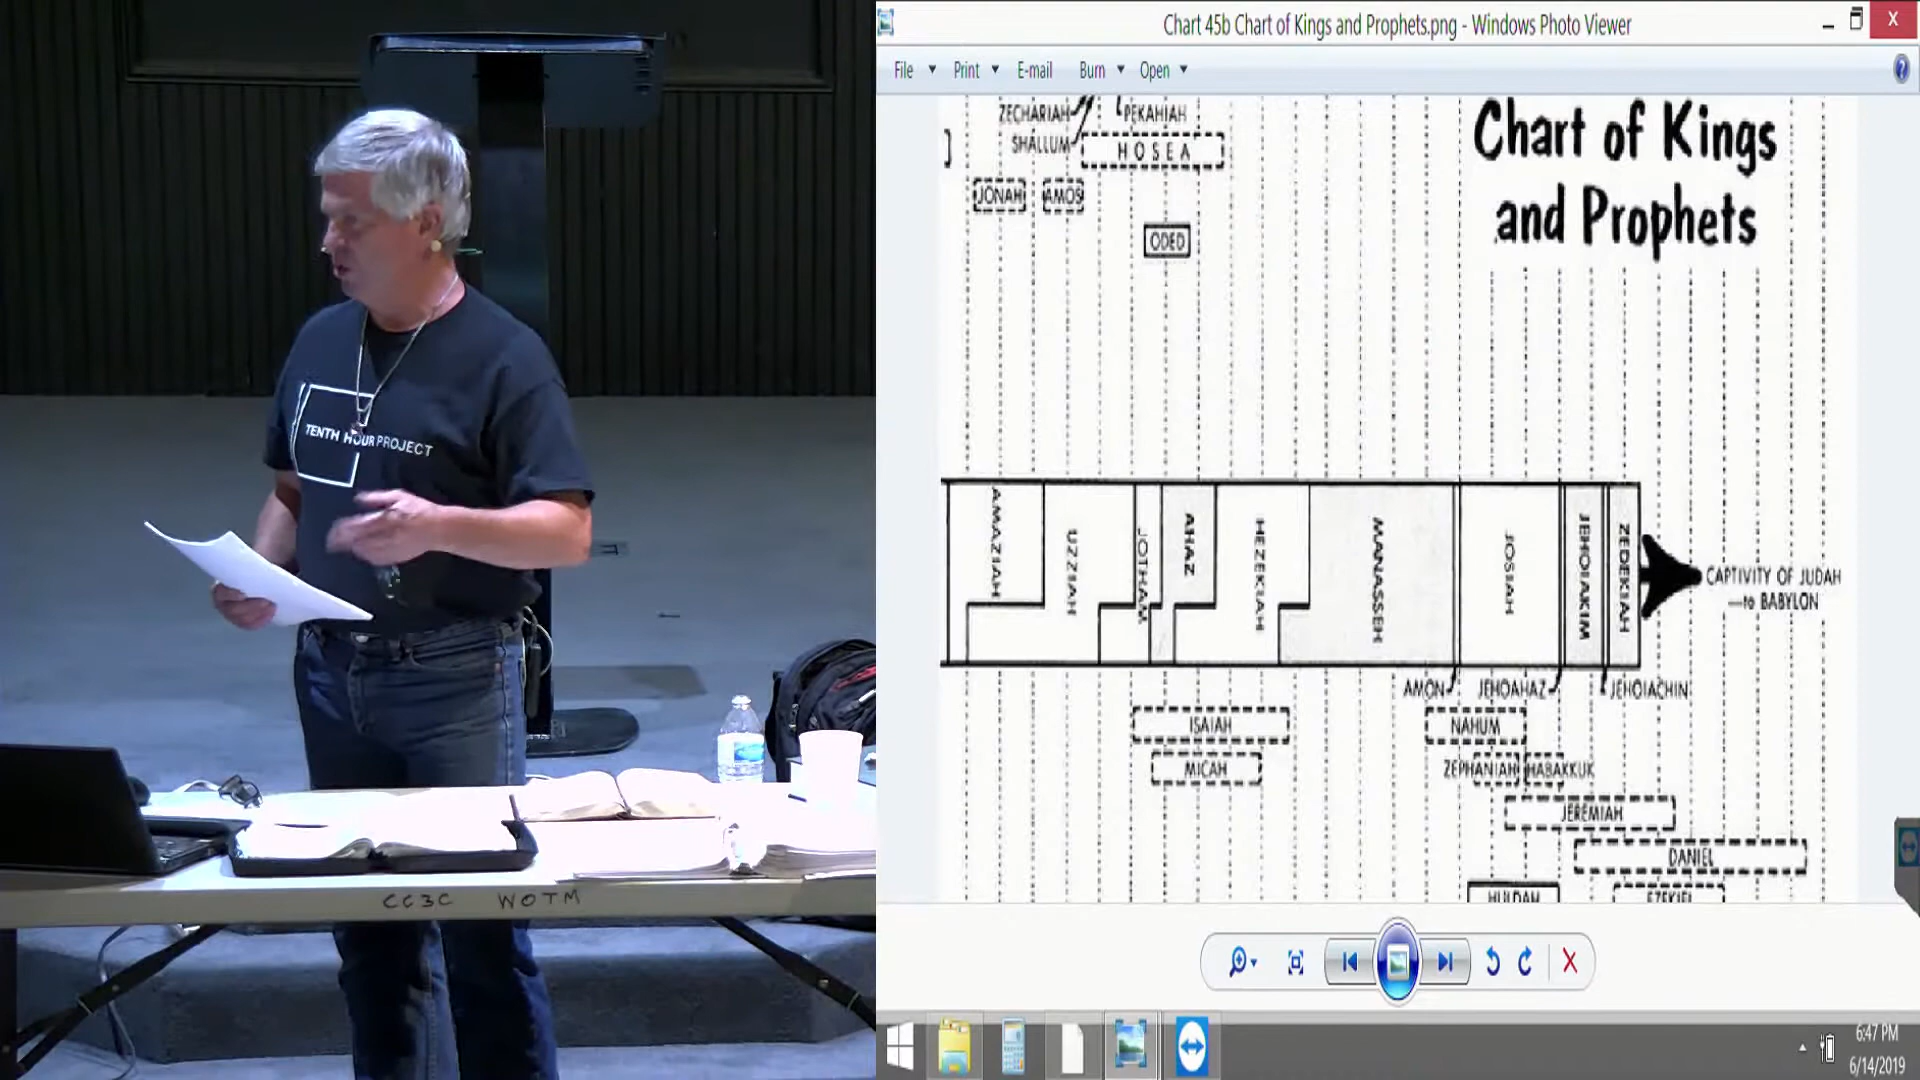 TENTH HOUR PROJECT
CC3C WOTM
Chart 45b Chart of Kings and Prophets.png - Windows Photo Viewer
File Print E-mail Burn Open
Chart of Kings
and Prophets
ZECHARIAH
PEKAHIAH
SHALLUM
HOSEA
JONAH
AMOS
ODED
AMAZIAH
UZZIAH
JOTHAM
AHAZ
HEZEKIAH
MANASSEH
JOSIAH
JEHOIAKIM
ZEDEKIAH
CAPTIVITY OF JUDAH
—to BABYLON
AMON
JEHOAHAZ
JEHOIACHIN
ISAIAH
NAHUM
MICAH
ZEPHANIAH
HABAKKUK
JEREMIAH
DANIEL
HULDAH
EZEKIEL
6:47 PM
6/14/2019